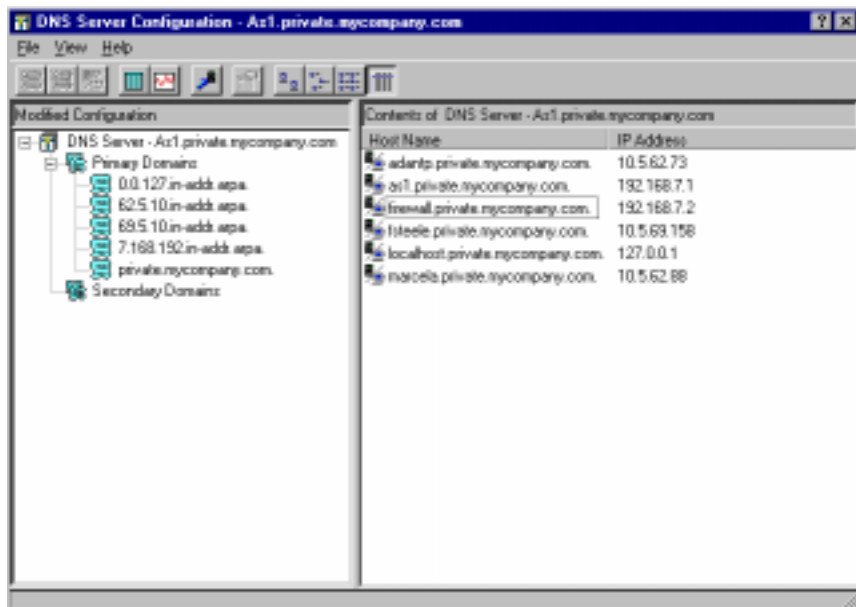 DNS Server Configuration - As1.private.mycompany.com
File View Help
Modified Configuration
DNS Server - As1.private.mycompany.com
Primary Domains
0.0.127.in-addr.arpa.
62.5.10.in-addr.arpa.
69.5.10.in-addr.arpa.
7.168.192.in-addr.arpa.
private.mycompany.com.
Secondary Domains
Contents of DNS Server - As1.private.mycompany.com
Host Name IP Address
adantp.private.mycompany.com. 10.5.62.73
as1.private.mycompany.com. 192.168.7.1
firewall.private.mycompany.com. 192.168.7.2
fsteele.private.mycompany.com. 10.5.69.158
localhost.private.mycompany.com. 127.0.0.1
marcela.private.mycompany.com. 10.5.62.88